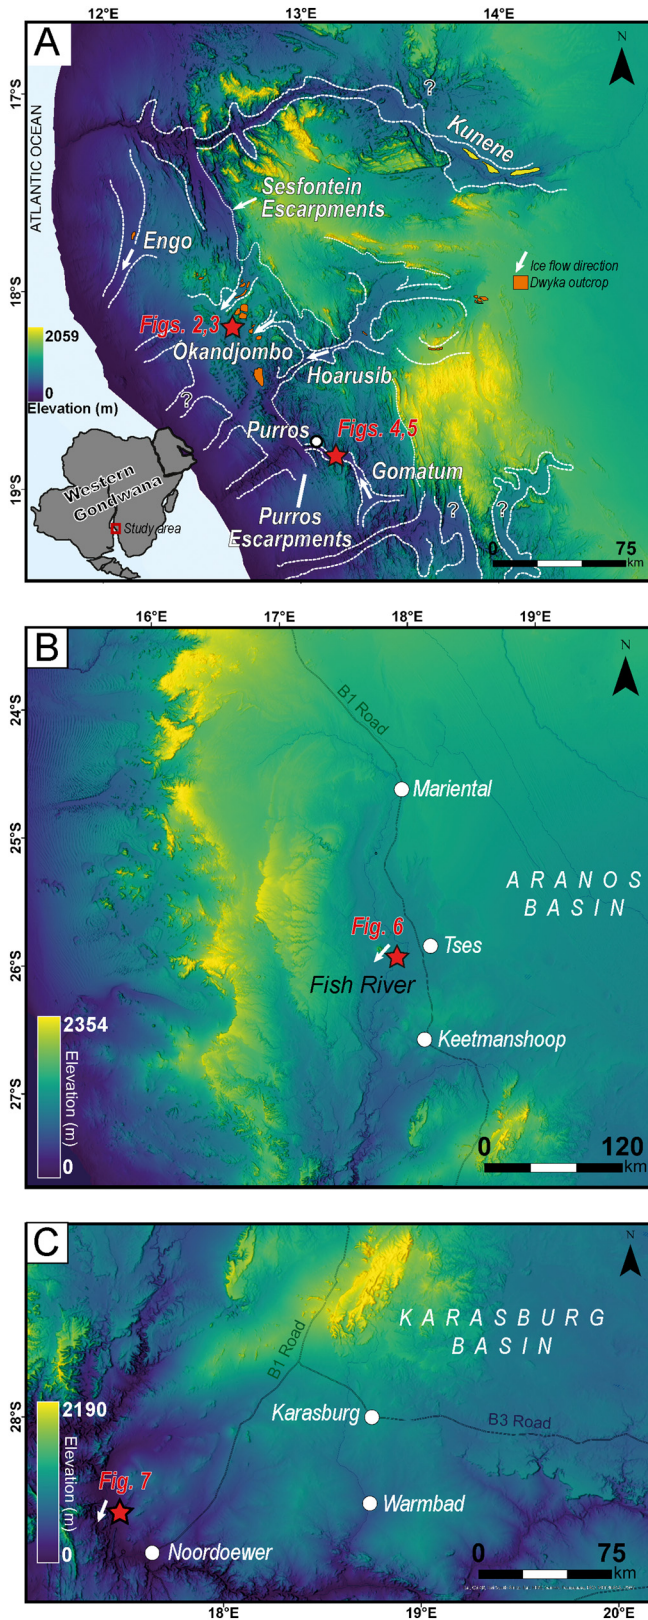 12°E
13°E
14°E
A
N
17°S
ATLANTIC OCEAN
?
Kunene
Sesfontein
Escarpments
Engo
Ice flow direction
Dwyka outcrop
18°S
Figs. 2,3
Okandjombo
2059
0
Elevation (m)
Hoarusib
?
Purros
Figs. 4,5
Western
Gondwana
Study area
Gomatum
19°S
Purros
Escarpments
?
?
0
75
km
16°E
17°E
18°E
19°E
B
N
24°S
B1 Road
Mariental
25°S
ARANOS
BASIN
Fig. 6
Tses
26°S
Fish River
2354
Elevation (m)
0
Keetmanshoop
27°S
0
120
km
C
N
KARASBURG
BASIN
B1 Road
28°S
2190
Elevation (m)
0
Karasburg
B3 Road
Fig. 7
Warmbad
Noordoewer
0
75
km
18°E
19°E
20°E